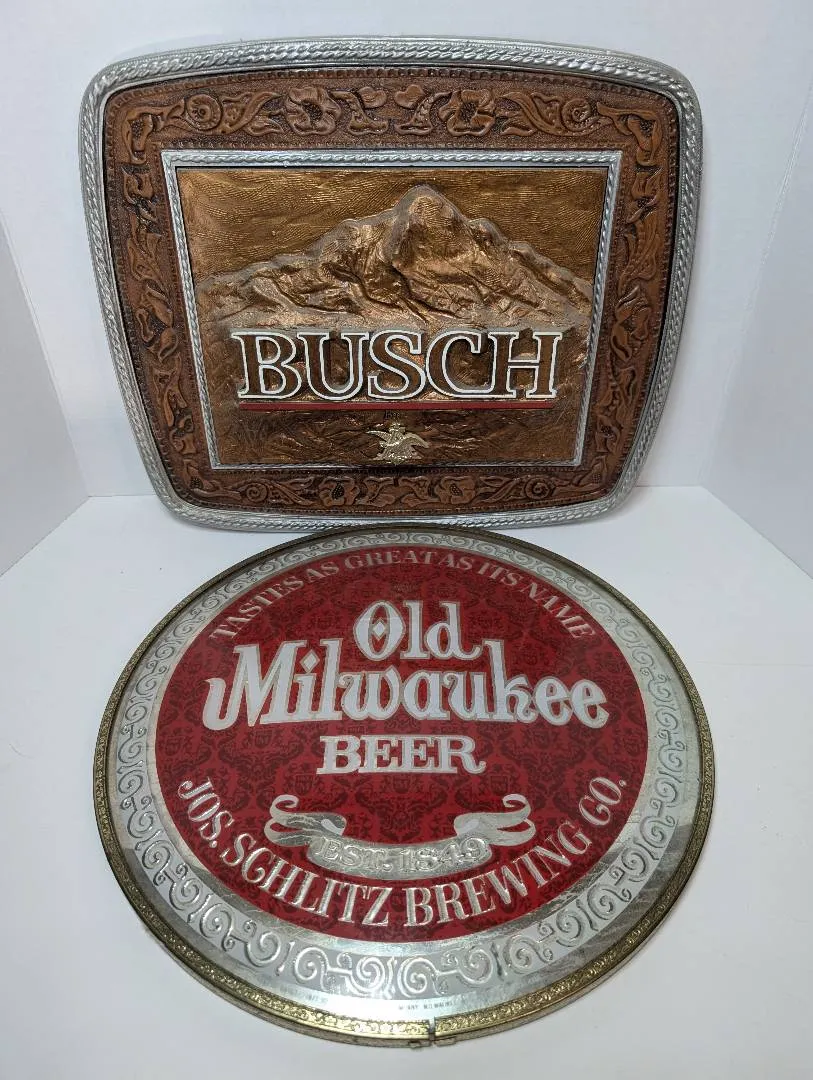 BUSCH
TASTES AS GREAT AS ITS NAME
Old
Milwaukee
BEER
EST. 1849
JOS. SCHLITZ BREWING CO.